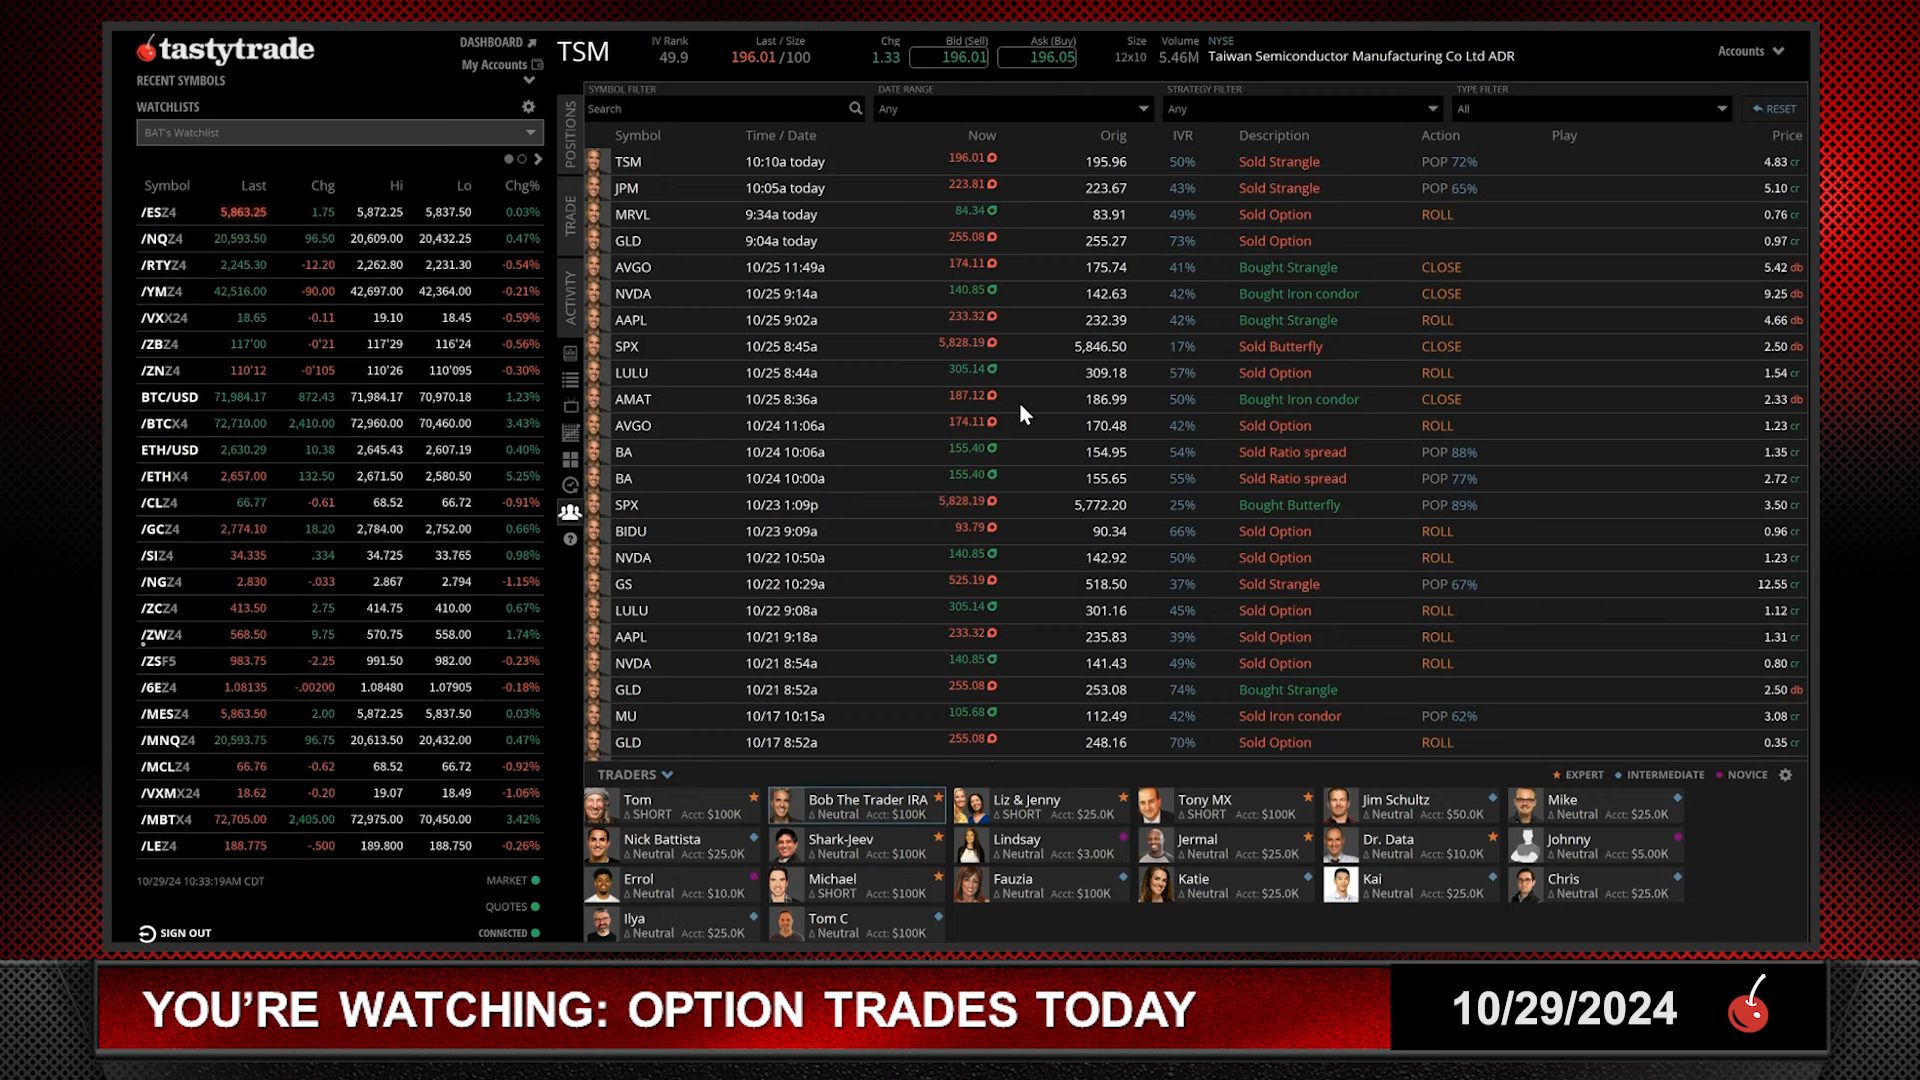 tastytrade
DASHBOARD
My Accounts
RECENT SYMBOLS
WATCHLISTS
BAT's Watchlist
Symbol Last Chg Hi Lo Chg%
/ESZ4 5,863.25 1.75 5,872.25 5,837.50 0.03%
/NQZ4 20,593.50 96.50 20,609.00 20,432.25 0.47%
/RTYZ4 2,245.30 -12.20 2,262.80 2,231.30 -0.54%
/YMZ4 42,516.00 -90.00 42,697.00 42,364.00 -0.21%
/VXX24 18.65 -0.11 19.10 18.45 -0.59%
/ZBZ4 117'00 -0'21 117'29 116'24 -0.56%
/ZNZ4 110'12 -0'105 110'26 110'095 -0.30%
BTC/USD 71,984.17 872.43 71,984.17 70,970.18 1.23%
/BTCX4 72,710.00 2,410.00 72,960.00 70,460.00 3.43%
ETH/USD 2,630.29 10.38 2,645.43 2,607.19 0.40%
/ETHX4 2,657.00 132.50 2,671.50 2,580.50 5.25%
/CLZ4 66.77 -0.61 68.52 66.72 -0.91%
/GCZ4 2,774.10 18.20 2,784.00 2,752.00 0.66%
/SIZ4 34.335 .334 34.725 33.765 0.98%
/NGZ4 2.830 -.033 2.867 2.794 -1.15%
/ZCZ4 413.50 2.75 414.75 410.00 0.67%
/ZWZ4 568.50 9.75 570.75 558.00 1.74%
/ZSF5 983.75 -2.25 991.50 982.00 -0.23%
/6EZ4 1.08135 -.00200 1.08480 1.07905 -0.18%
/MESZ4 5,863.50 2.00 5,872.25 5,837.50 0.03%
/MNQZ4 20,593.75 96.75 20,613.50 20,432.00 0.47%
/MCLZ4 66.76 -0.62 68.52 66.72 -0.92%
/VXMX24 18.62 -0.20 19.07 18.49 -1.06%
/MBTX4 72,705.00 2,405.00 72,975.00 70,450.00 3.42%
/LEZ4 188.775 -.500 189.800 188.750 -0.26%
10/29/24 10:33:19AM CDT
MARKET
QUOTES
CONNECTED
SIGN OUT
TSM
IV Rank Last / Size Chg Bid (Sell) Ask (Buy) Size Volume NYSE
49.9 196.01 /100 1.33 196.01 196.05 12x10 5.46M Taiwan Semiconductor Manufacturing Co Ltd ADR
Accounts
POSITIONS
TRADE
ACTIVITY
SYMBOL FILTER DATE RANGE STRATEGY FILTER TYPE FILTER
Search Any Any All RESET
Symbol Time / Date Now Orig IVR Description Action Play Price
TSM 10:10a today 196.01 195.96 50% Sold Strangle POP 72% 4.83 cr
JPM 10:05a today 223.81 223.67 43% Sold Strangle POP 65% 5.10 cr
MRVL 9:34a today 84.34 83.91 49% Sold Option ROLL 0.76 cr
GLD 9:04a today 255.08 255.27 73% Sold Option 0.97 cr
AVGO 10/25 11:49a 174.11 175.74 41% Bought Strangle CLOSE 5.42 db
NVDA 10/25 9:14a 140.85 142.63 42% Bought Iron condor CLOSE 9.25 db
AAPL 10/25 9:02a 233.32 232.39 42% Bought Strangle ROLL 4.66 db
SPX 10/25 8:45a 5,828.19 5,846.50 17% Sold Butterfly CLOSE 2.50 db
LULU 10/25 8:44a 305.14 309.18 57% Sold Option ROLL 1.54 cr
AMAT 10/25 8:36a 187.12 186.99 50% Bought Iron condor CLOSE 2.33 db
AVGO 10/24 11:06a 174.11 170.48 42% Sold Option ROLL 1.23 cr
BA 10/24 10:06a 155.40 154.95 54% Sold Ratio spread POP 88% 1.35 cr
BA 10/24 10:00a 155.40 155.65 55% Sold Ratio spread POP 77% 2.72 cr
SPX 10/23 1:09p 5,828.19 5,772.20 25% Bought Butterfly POP 89% 3.50 cr
BIDU 10/23 9:09a 93.79 90.34 66% Sold Option ROLL 0.96 cr
NVDA 10/22 10:50a 140.85 142.92 50% Sold Option ROLL 1.23 cr
GS 10/22 10:29a 525.19 518.50 37% Sold Strangle POP 67% 12.55 cr
LULU 10/22 9:08a 305.14 301.16 45% Sold Option ROLL 1.12 cr
AAPL 10/21 9:18a 233.32 235.83 39% Sold Option ROLL 1.31 cr
NVDA 10/21 8:54a 140.85 141.43 49% Sold Option ROLL 0.80 cr
GLD 10/21 8:52a 255.08 253.08 74% Bought Strangle 2.50 db
MU 10/17 10:15a 105.68 112.49 42% Sold Iron condor POP 62% 3.08 cr
GLD 10/17 8:52a 255.08 248.16 70% Sold Option ROLL 0.35 cr
TRADERS EXPERT INTERMEDIATE NOVICE
Tom Bob The Trader IRA Liz & Jenny Tony MX Jim Schultz Mike
Δ SHORT Acct: $100K Δ Neutral Acct: $100K Δ SHORT Acct: $25.0K Δ SHORT Acct: $100K Δ Neutral Acct: $50.0K Δ Neutral Acct: $25.0K
Nick Battista Shark-Jeev Lindsay Jermal Dr. Data Johnny
Δ Neutral Acct: $25.0K Δ Neutral Acct: $100K Δ Neutral Acct: $3.00K Δ Neutral Acct: $25.0K Δ Neutral Acct: $10.0K Δ Neutral Acct: $5.00K
Errol Michael Fauzia Katie Kai Chris
Δ Neutral Acct: $10.0K Δ SHORT Acct: $100K Δ Neutral Acct: $100K Δ Neutral Acct: $25.0K Δ Neutral Acct: $25.0K Δ Neutral Acct: $25.0K
Ilya Tom C
Δ Neutral Acct: $25.0K Δ Neutral Acct: $100K
YOU'RE WATCHING: OPTION TRADES TODAY
10/29/2024